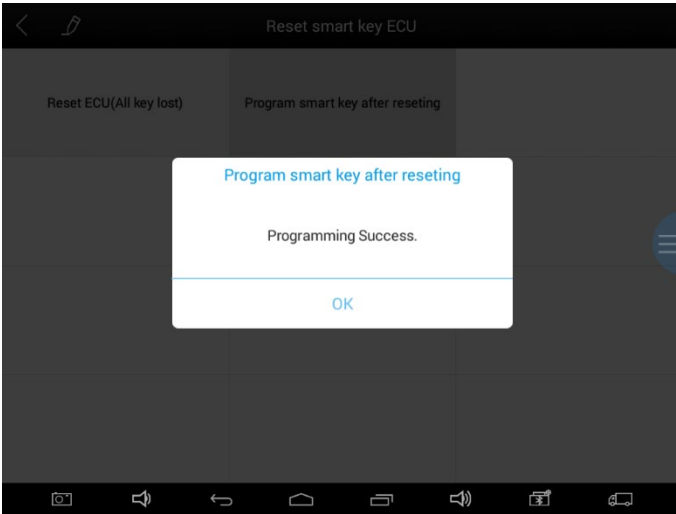 Reset smart key ECU
Reset ECU(All key lost)
Program smart key after reseting
Program smart key after reseting
Programming Success.
OK